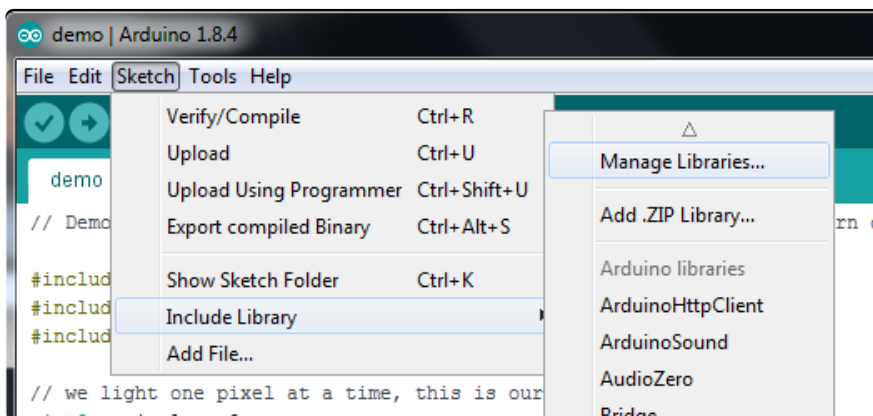 demo | Arduino 1.8.4
File Edit Sketch Tools Help
Verify/Compile Ctrl+R
Upload Ctrl+U
Upload Using Programmer Ctrl+Shift+U
Export compiled Binary Ctrl+Alt+S
Show Sketch Folder Ctrl+K
Include Library
Add File...
Manage Libraries...
Add .ZIP Library...
Arduino libraries
ArduinoHttpClient
ArduinoSound
AudioZero
Bridge
demo
// Demo
rn
#includ
#includ
#includ
// we light one pixel at a time, this is our